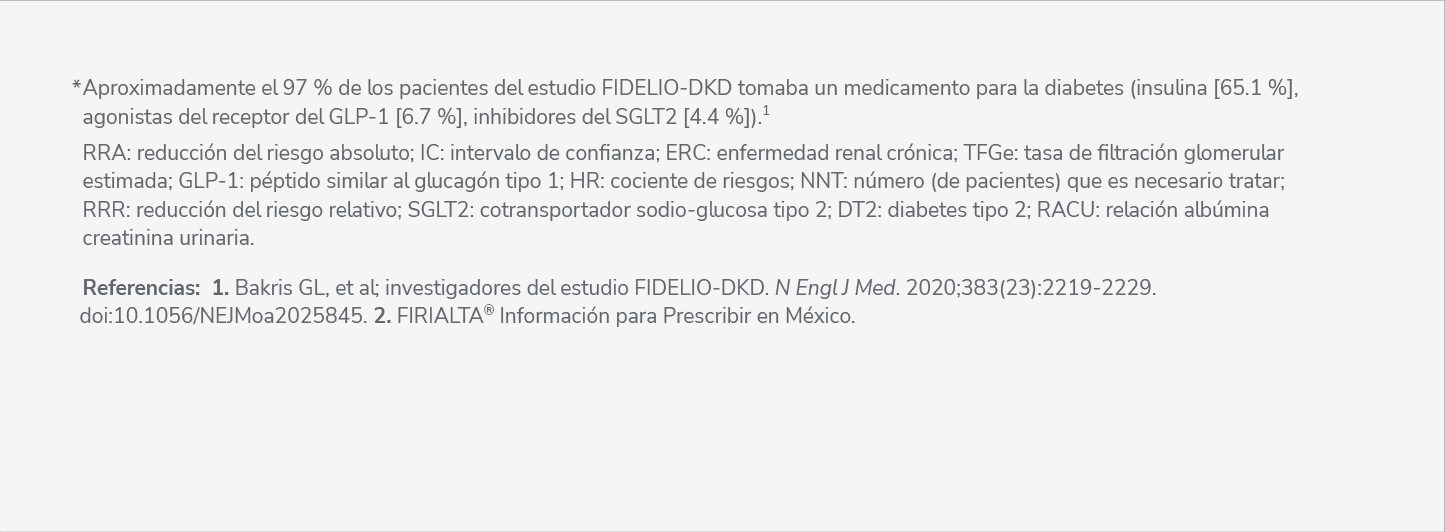 *Aproximadamente el 97 % de los pacientes del estudio FIDELIO-DKD tomaba un medicamento para la diabetes (insulina [65.1 %],
agonistas del receptor del GLP-1 [6.7 %], inhibidores del SGLT2 [4.4 %]).¹
RRA: reducción del riesgo absoluto; IC: intervalo de confianza; ERC: enfermedad renal crónica; TFGe: tasa de filtración glomerular
estimada; GLP-1: péptido similar al glucagón tipo 1; HR: cociente de riesgos; NNT: número (de pacientes) que es necesario tratar;
RRR: reducción del riesgo relativo; SGLT2: cotransportador sodio-glucosa tipo 2; DT2: diabetes tipo 2; RACU: relación albúmina
creatinina urinaria.
Referencias: 1. Bakris GL, et al; investigadores del estudio FIDELIO-DKD. N Engl J Med. 2020;383(23):2219-2229.
doi:10.1056/NEJMoa2025845. 2. FIRIALTA® Información para Prescribir en México.